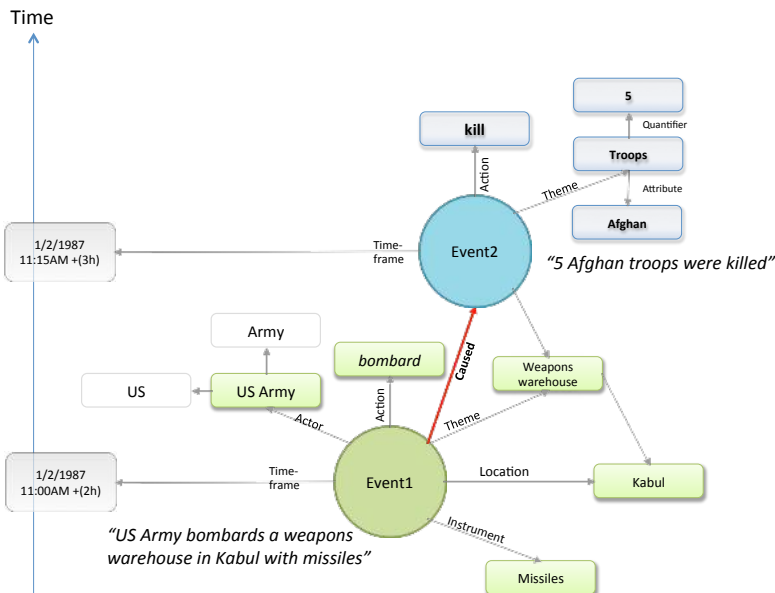 Time
5
Quantifier
kill
Troops
Action
Theme
Attribute
Afghan
1/2/1987
11:15AM +(3h)
Time-
frame
Event2
“5 Afghan troops were killed”
Army
bombard
Caused
Weapons
warehouse
US
US Army
Action
Theme
Actor
1/2/1987
11:00AM +(2h)
Time-
frame
Event1
Location
Kabul
“US Army bombards a weapons
warehouse in Kabul with missiles”
Instrument
Missiles